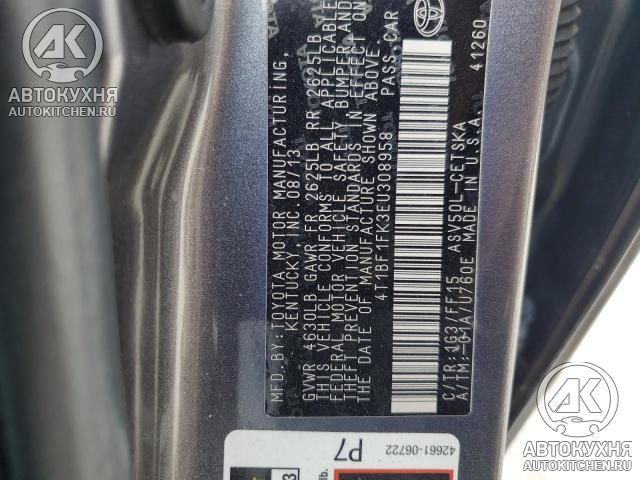 MFD.BY:TOYOTA MOTOR MANUFACTURING,
KENTUCKY INC 08/13
GVWR 4630LB GAWR FR 2625LB RR 2625LB
THIS VEHICLE CONFORMS TO ALL APPLICABLE
FEDERAL MOTOR VEHICLE SAFETY, BUMPER AND
THEFT PREVENTION STANDARDS IN EFFECT ON
THE DATE OF MANUFACTURE SHOWN ABOVE.
4T1BF1FK3EU308958 PASS.CAR
C/TR:1G3/FF15 ASV50L-CETSKA
A/TM:-01A/U760E MADE IN U.S.A. 41260
42661-06722
P7
AK
АВТОКУХНЯ
AUTOKITCHEN.RU
AK
АВТОКУХНЯ
AUTOKITCHEN.RU